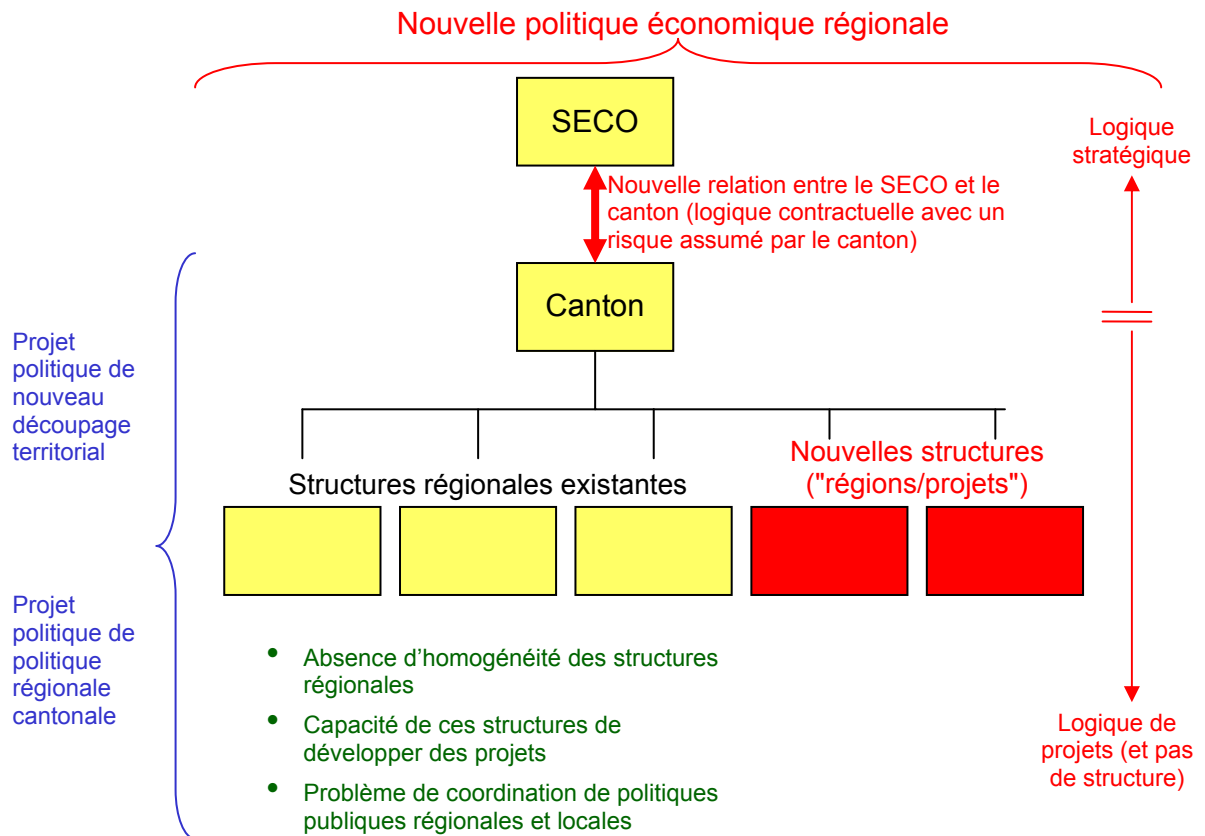 Nouvelle politique économique régionale
SECO
Logique
stratégique
Nouvelle relation entre le SECO et le
canton (logique contractuelle avec un
risque assumé par le canton)
Canton
Projet
politique de
nouveau
découpage
territorial
Structures régionales existantes
Nouvelles structures
("régions/projets")
Projet
politique de
politique
régionale
cantonale
• Absence d'homogénéité des structures
régionales
• Capacité de ces structures de
développer des projets
• Problème de coordination de politiques
publiques régionales et locales
Logique de
projets (et pas
de structure)